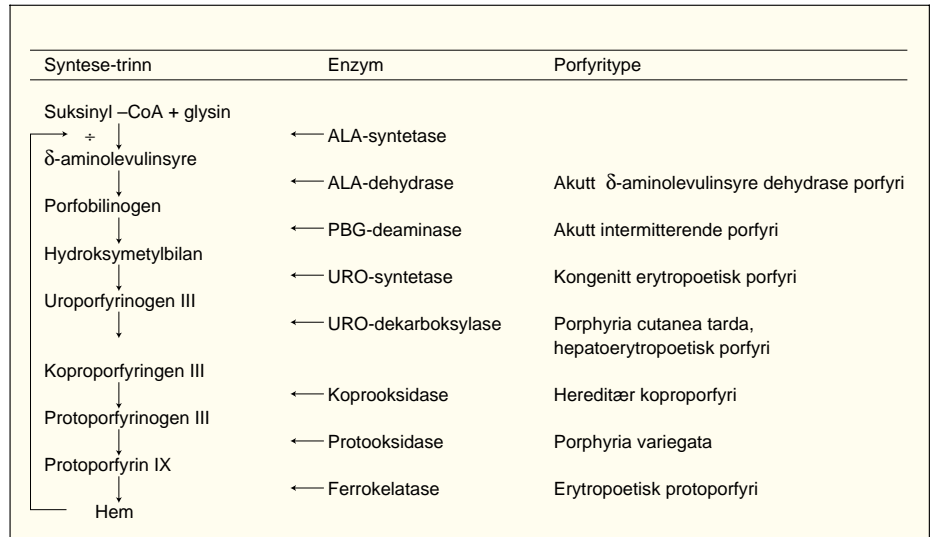 Syntese-trinn Enzym Porfyritype
Suksinyl –CoA + glysin
÷ ALA-syntetase
δ-aminolevulinsyre
ALA-dehydrase Akutt δ-aminolevulinsyre dehydrase porfyri
Porfobilinogen
PBG-deaminase Akutt intermitterende porfyri
Hydroksymetylbilan
URO-syntetase Kongenitt erytropoetisk porfyri
Uroporfyrinogen III
URO-dekarboksylase Porphyria cutanea tarda,
hepatoerytropoetisk porfyri
Koproporfyringen III
Koprooksidase Hereditær koproporfyri
Protoporfyrinogen III
Protooksidase Porphyria variegata
Protoporfyrin IX
Ferrokelatase Erytropoetisk protoporfyri
Hem